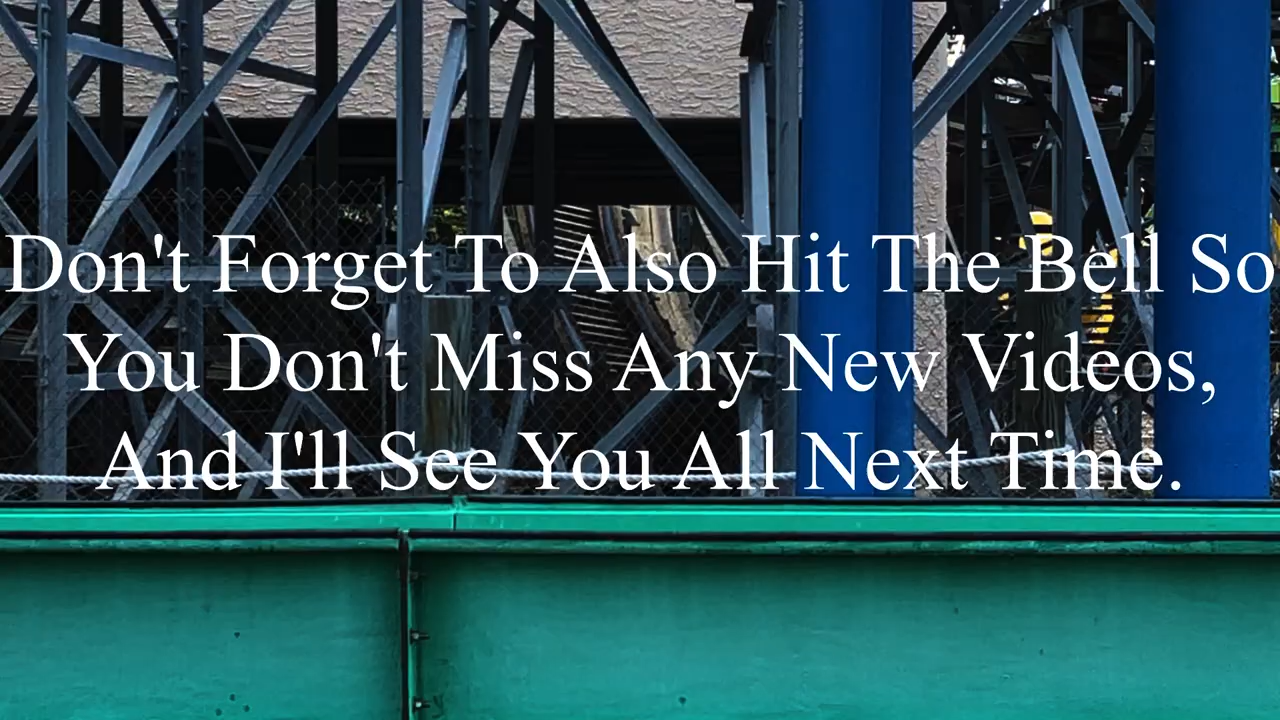 Don't Forget To Also Hit The Bell So
You Don't Miss Any New Videos,
And I'll See You All Next Time.